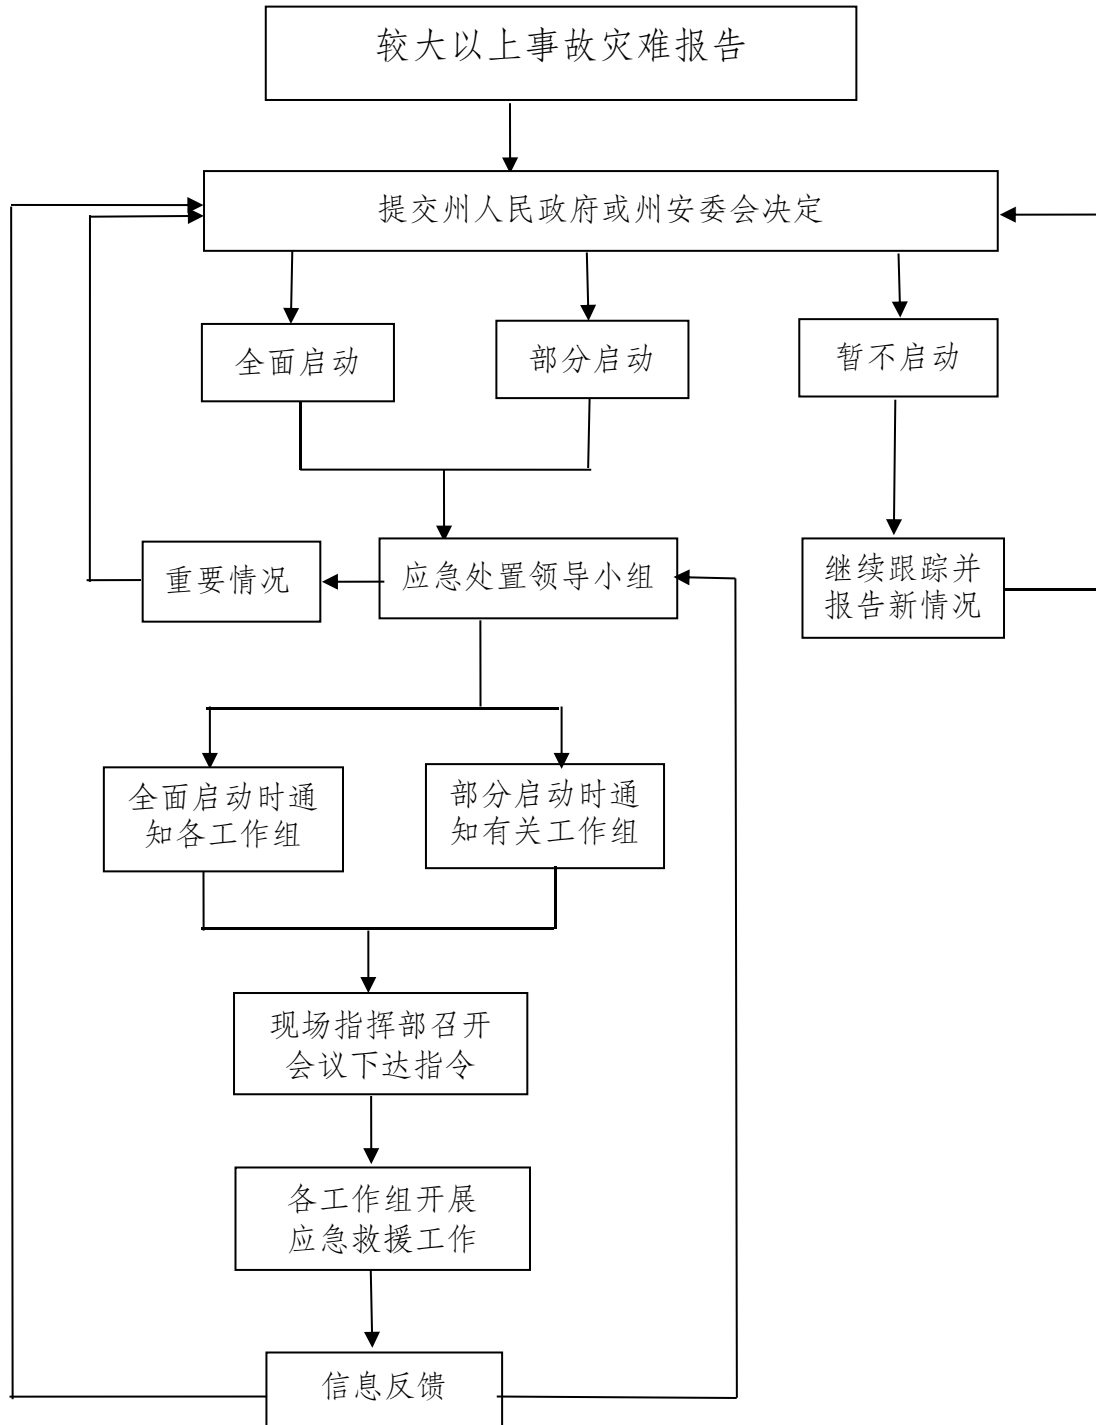 较大以上事故灾难报告
提交州人民政府或州安委会决定
全面启动
部分启动
暂不启动
重要情况
应急处置领导小组
继续跟踪并
报告新情况
全面启动时通
知各工作组
部分启动时通
知有关工作组
现场指挥部召开
会议下达指令
各工作组开展
应急救援工作
信息反馈